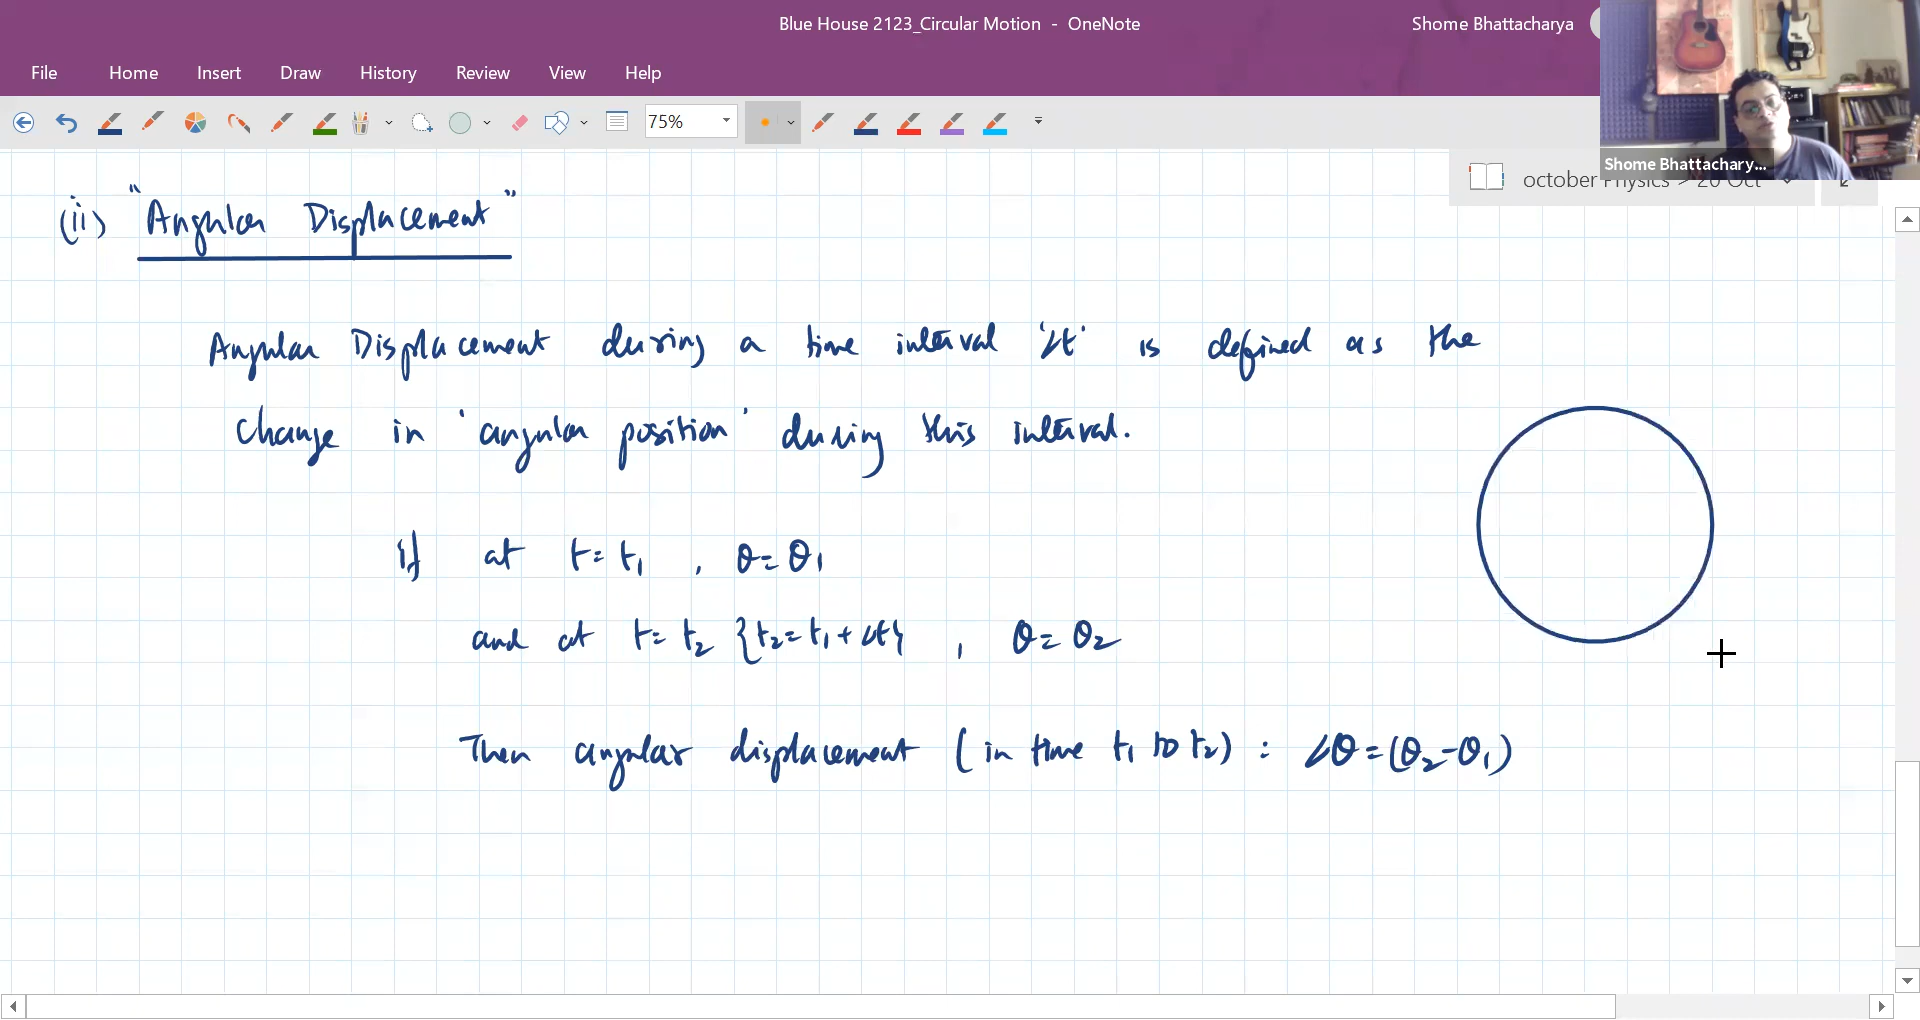 Blue House 2123_Circular Motion - OneNote
Shome Bhattacharya
File Home Insert Draw History Review View Help
75%
Shome Bhattachary...
october Physics > 20 Oct
(ii) "Angular Displacement"
Angular Displacement during a time interval 'Δt' is defined as the
change in 'angular position' during this interval.
if at t = t₁ , θ = θ₁
and at t = t₂ {t₂ = t₁ + Δt} , θ = θ₂
Then angular displacement (in time t₁ to t₂) : Δθ = (θ₂ - θ₁)